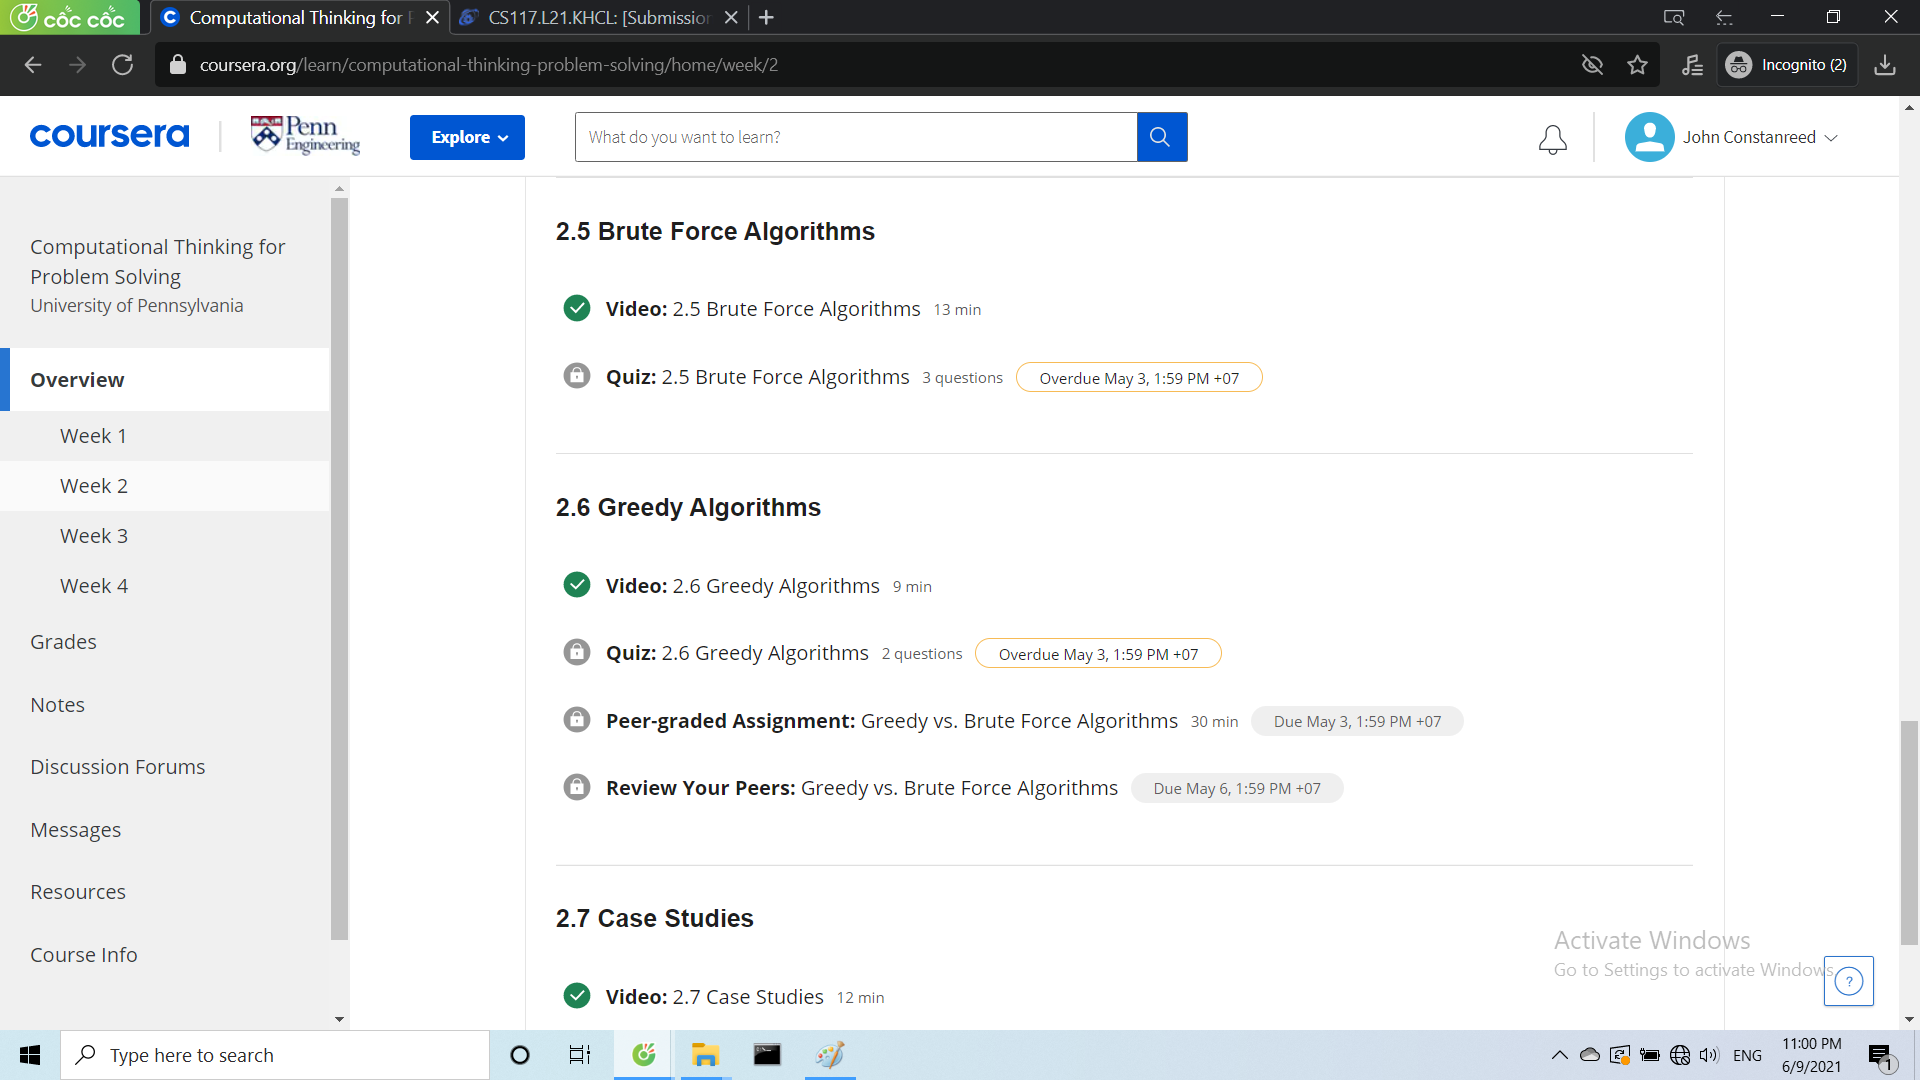 cốc cốc
Computational Thinking for
CS117.L21.KHCL: [Submission
coursera.org/learn/computational-thinking-problem-solving/home/week/2
Incognito (2)
coursera
Penn
Engineering
Explore
What do you want to learn?
John Constanreed
Computational Thinking for
Problem Solving
University of Pennsylvania
Overview
Week 1
Week 2
Week 3
Week 4
Grades
Notes
Discussion Forums
Messages
Resources
Course Info
2.5 Brute Force Algorithms
Video: 2.5 Brute Force Algorithms 13 min
Quiz: 2.5 Brute Force Algorithms 3 questions Overdue May 3, 1:59 PM +07
2.6 Greedy Algorithms
Video: 2.6 Greedy Algorithms 9 min
Quiz: 2.6 Greedy Algorithms 2 questions Overdue May 3, 1:59 PM +07
Peer-graded Assignment: Greedy vs. Brute Force Algorithms 30 min Due May 3, 1:59 PM +07
Review Your Peers: Greedy vs. Brute Force Algorithms Due May 6, 1:59 PM +07
2.7 Case Studies
Video: 2.7 Case Studies 12 min
Activate Windows
Go to Settings to activate Windows
?
Type here to search
ENG
11:00 PM
6/9/2021
1